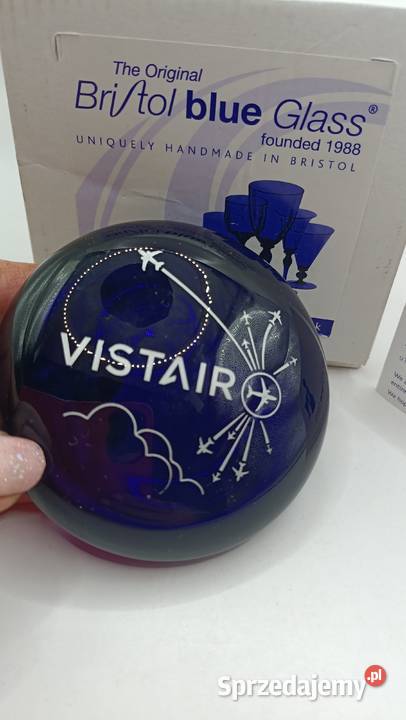 The Original
Bristol blue Glass®
founded 1988
UNIQUELY HANDMADE IN BRISTOL
VISTAIR
Sprzedajemy.pl